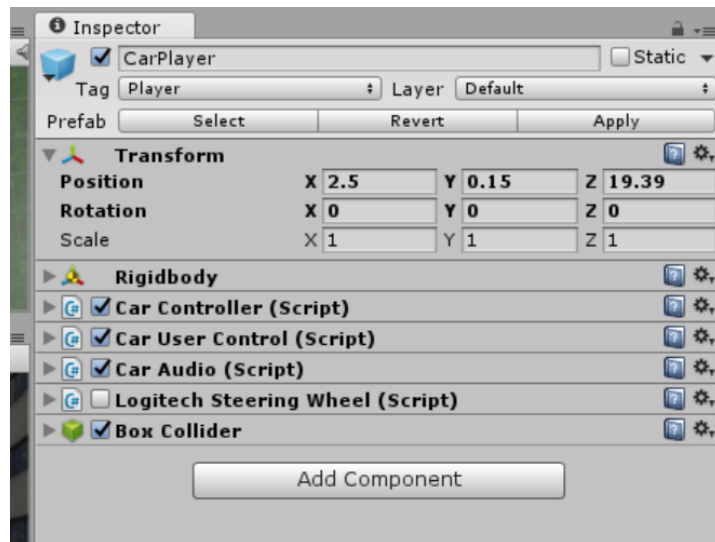 Inspector
CarPlayer Static
Tag Player Layer Default
Prefab Select Revert Apply
Transform
Position X 2.5 Y 0.15 Z 19.39
Rotation X 0 Y 0 Z 0
Scale X 1 Y 1 Z 1
Rigidbody
Car Controller (Script)
Car User Control (Script)
Car Audio (Script)
Logitech Steering Wheel (Script)
Box Collider
Add Component